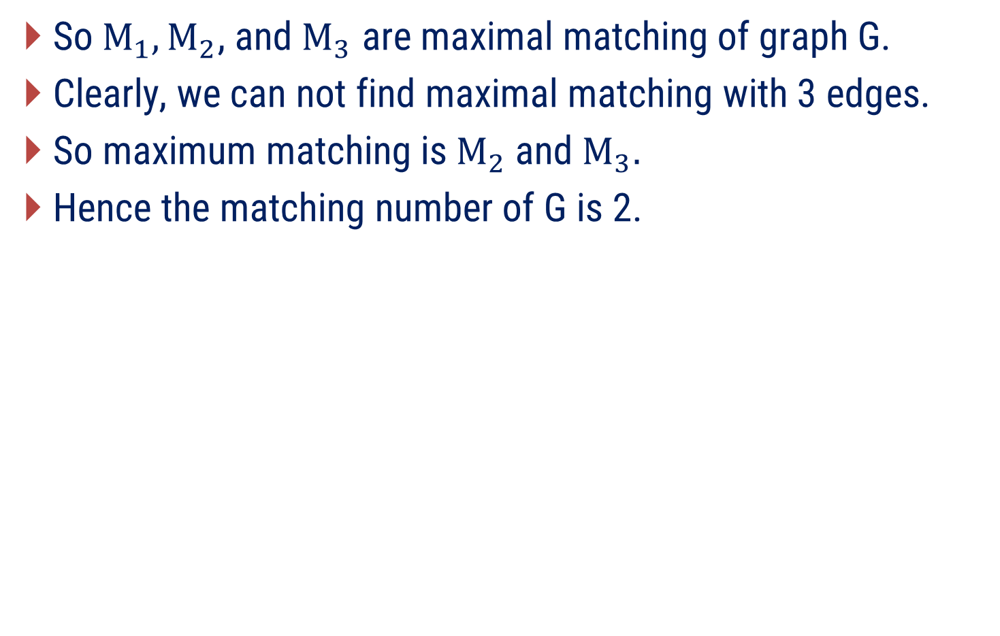 So M₁, M₂, and M₃ are maximal matching of graph G.
Clearly, we can not find maximal matching with 3 edges.
So maximum matching is M₂ and M₃.
Hence the matching number of G is 2.